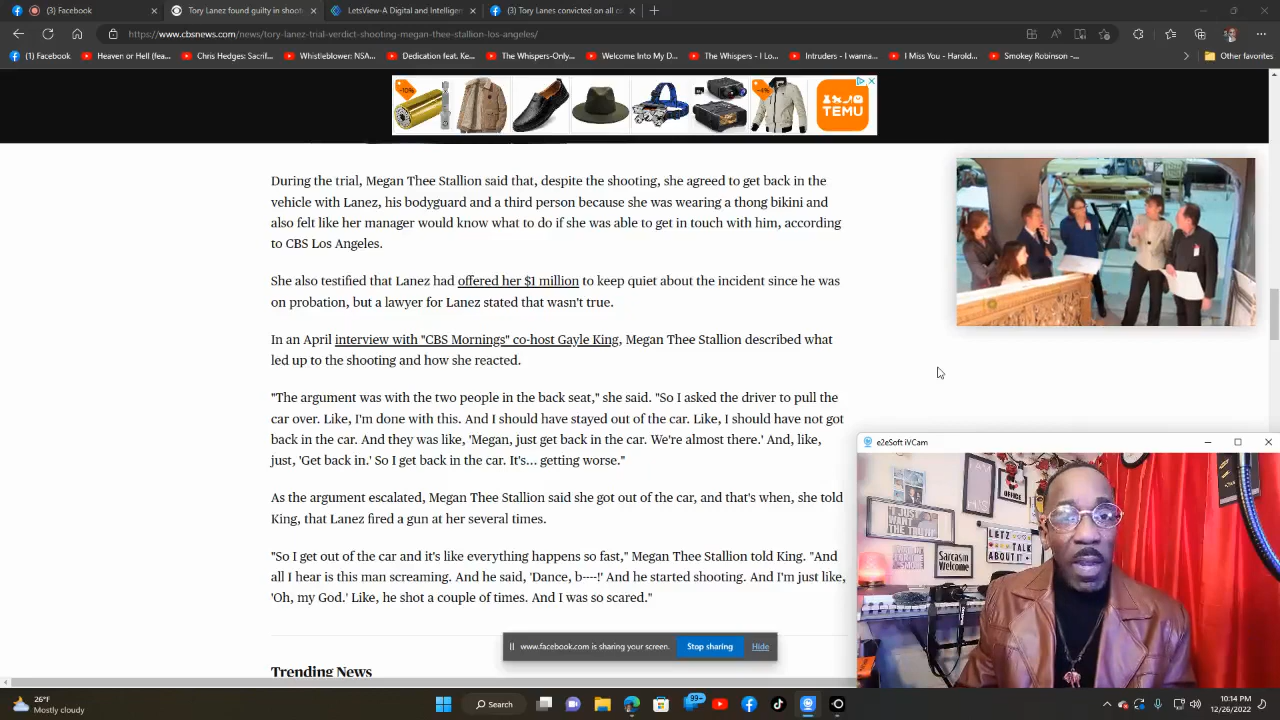 (3) Facebook
Tory Lanez found guilty in shooti
LetsView-A Digital and Intelligen
(3) Tory Lanes convicted on all co
https://www.cbsnews.com/news/tory-lanez-trial-verdict-shooting-megan-thee-stallion-los-angeles/
(1) Facebook
Heaven or Hell (fea...
Chris Hedges: Sacrif...
Whistleblower: NSA...
Dedication feat. Ke...
The Whispers-Only...
Welcome Into My D...
The Whispers - I Lo...
Intruders - I wanna...
I Miss You - Harold...
Smokey Robinson -...
Other favorites
-10%
-4%
TEMU
During the trial, Megan Thee Stallion said that, despite the shooting, she agreed to get back in the
vehicle with Lanez, his bodyguard and a third person because she was wearing a thong bikini and
also felt like her manager would know what to do if she was able to get in touch with him, according
to CBS Los Angeles.
She also testified that Lanez had offered her $1 million to keep quiet about the incident since he was
on probation, but a lawyer for Lanez stated that wasn't true.
In an April interview with "CBS Mornings" co-host Gayle King, Megan Thee Stallion described what
led up to the shooting and how she reacted.
"The argument was with the two people in the back seat," she said. "So I asked the driver to pull the
car over. Like, I'm done with this. And I should have stayed out of the car. Like, I should have not got
back in the car. And they was like, 'Megan, just get back in the car. We're almost there.' And, like,
just, 'Get back in.' So I get back in the car. It's... getting worse."
As the argument escalated, Megan Thee Stallion said she got out of the car, and that's when, she told
King, that Lanez fired a gun at her several times.
"So I get out of the car and it's like everything happens so fast," Megan Thee Stallion told King. "And
all I hear is this man screaming. And he said, 'Dance, b----!' And he started shooting. And I'm just like,
'Oh, my God.' Like, he shot a couple of times. And I was so scared."
Trending News
e2eSoft iVCam
OFFICE
LETZ
TALK
ABOUT IT
Sarcasm
Welcome
www.facebook.com is sharing your screen.
Stop sharing
Hide
26°F
Mostly cloudy
Search
99+
10:14 PM
12/26/2022